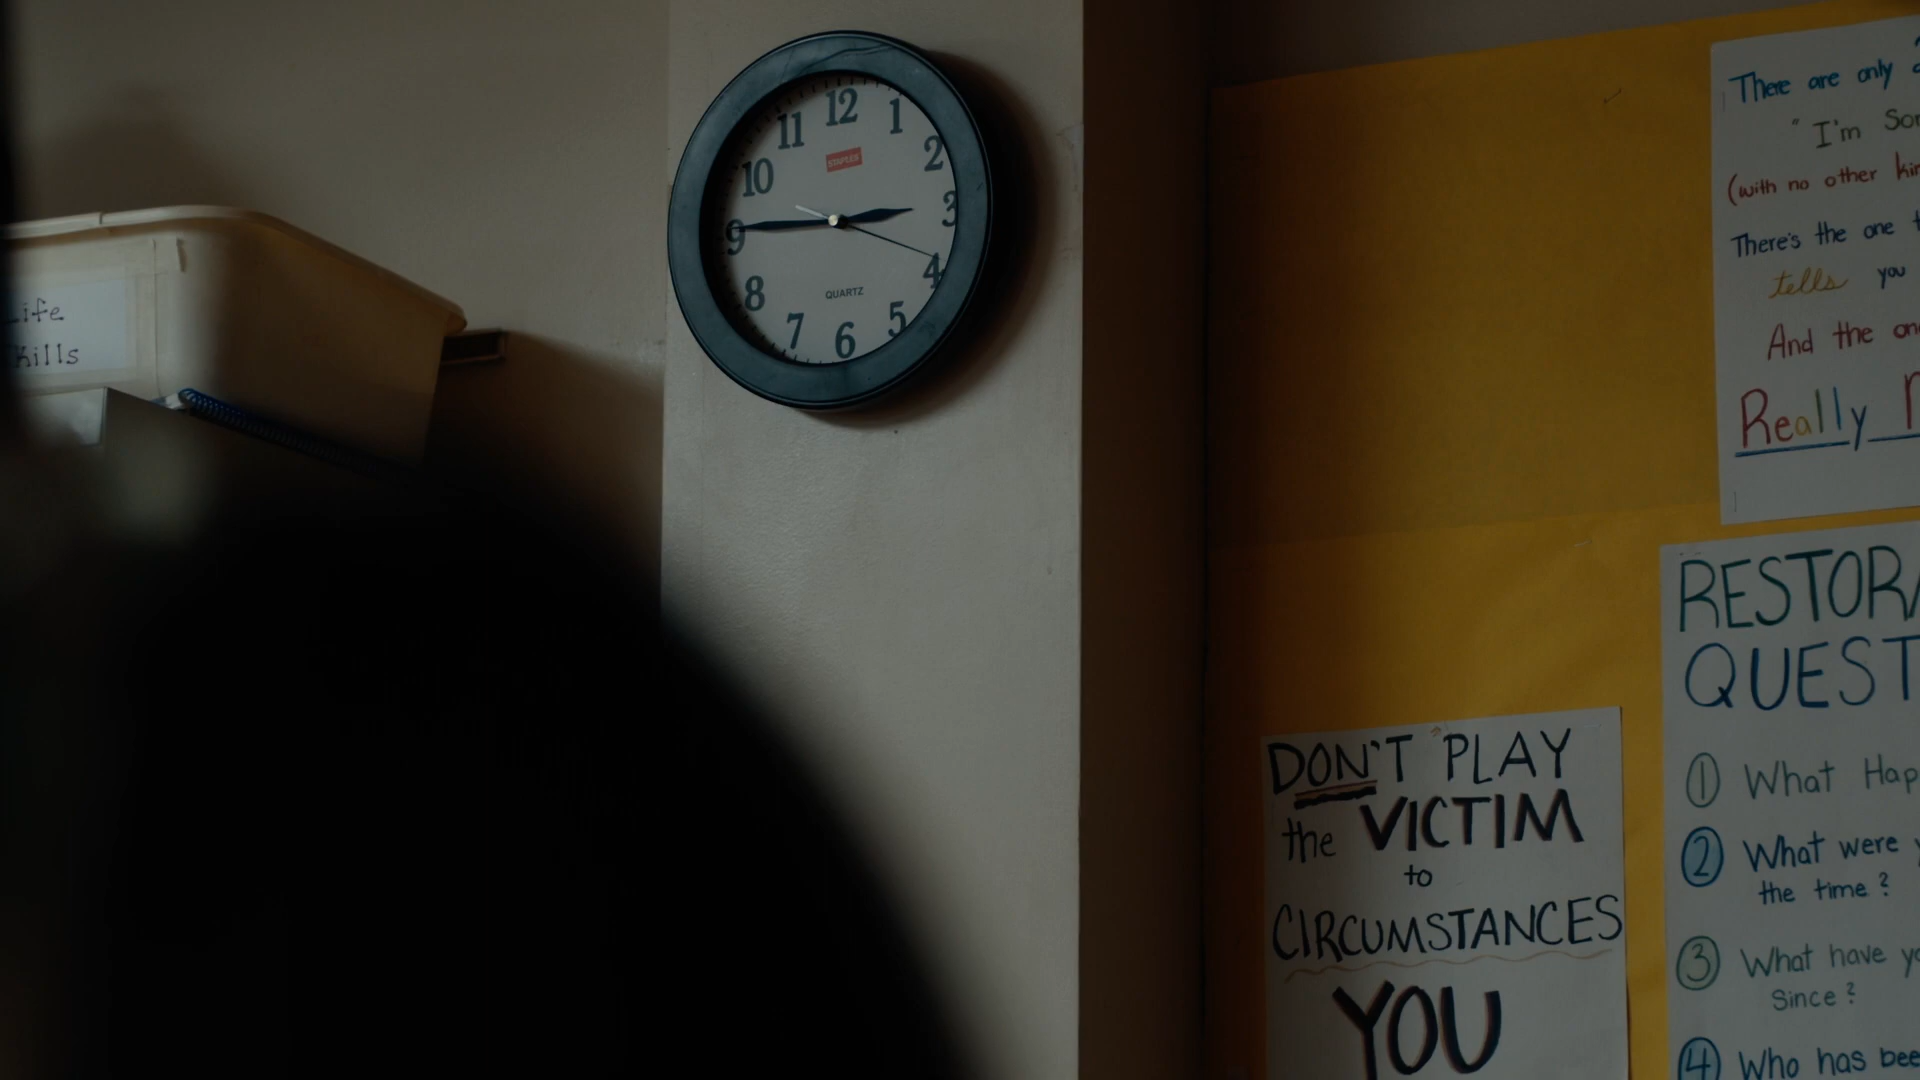 12
11
1
10
2
STAPLES
9
3
8
4
QUARTZ
7
5
6
ife
kills
There are only
"I'm
(with no other
There's the one
tells you
And the
Really
DON'T PLAY
the VICTIM
to
CIRCUMSTANCES
YOU
RESTORA
QUEST
1 What Hap
2 What were
the time?
3 What have
Since?
4 Who has bee